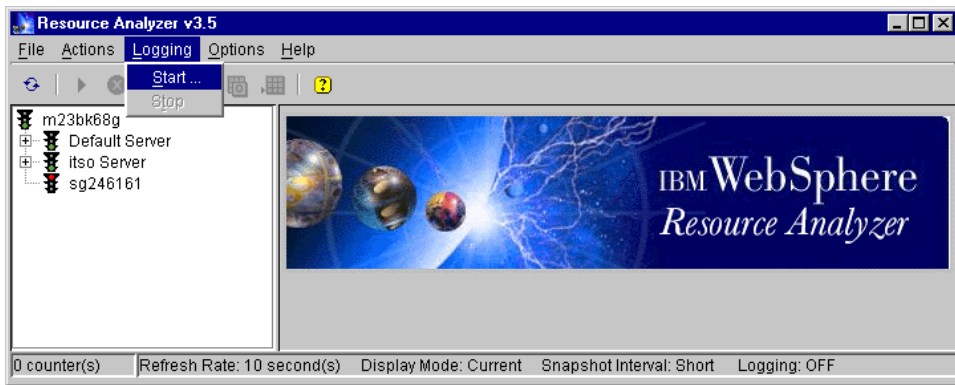 Resource Analyzer v3.5
File Actions Logging Options Help
Start ...
Stop
?
m23bk68g
Default Server
itso Server
sg246161
IBM WebSphere
Resource Analyzer
0 counter(s) Refresh Rate: 10 second(s) Display Mode: Current Snapshot Interval: Short Logging: OFF